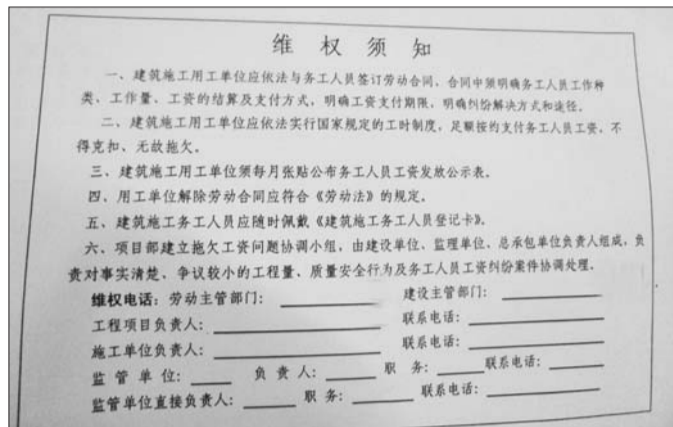 维 权 须 知
一、建筑施工用工单位应依法与务工人员签订劳动合同，合同中须明确务工人员工作种
类、工作量、工资的结算及支付方式，明确工资支付期限，明确纠纷解决方式和途径。
二、建筑施工用工单位应依法实行国家规定的工时制度，足额按约支付务工人员工资，不
得克扣、无故拖欠。
三、建筑施工用工单位须每月张贴公布务工人员工资发放公示表。
四、用工单位解除劳动合同应符合《劳动法》的规定。
五、建筑施工务工人员应随时佩戴《建筑施工务工人员登记卡》。
六、项目部建立拖欠工资问题协调小组，由建设单位、监理单位、总承包单位负责人组成，负
责对事实清楚、争议较小的工程量、质量安全行为及务工人员工资纠纷案件协调处理。
维权电话：劳动主管部门： 建设主管部门：
工程项目负责人： 联系电话：
施工单位负责人： 联系电话：
监 管 单 位： 负 责 人： 职 务： 联系电话：
监管单位直接负责人： 职 务： 联系电话：